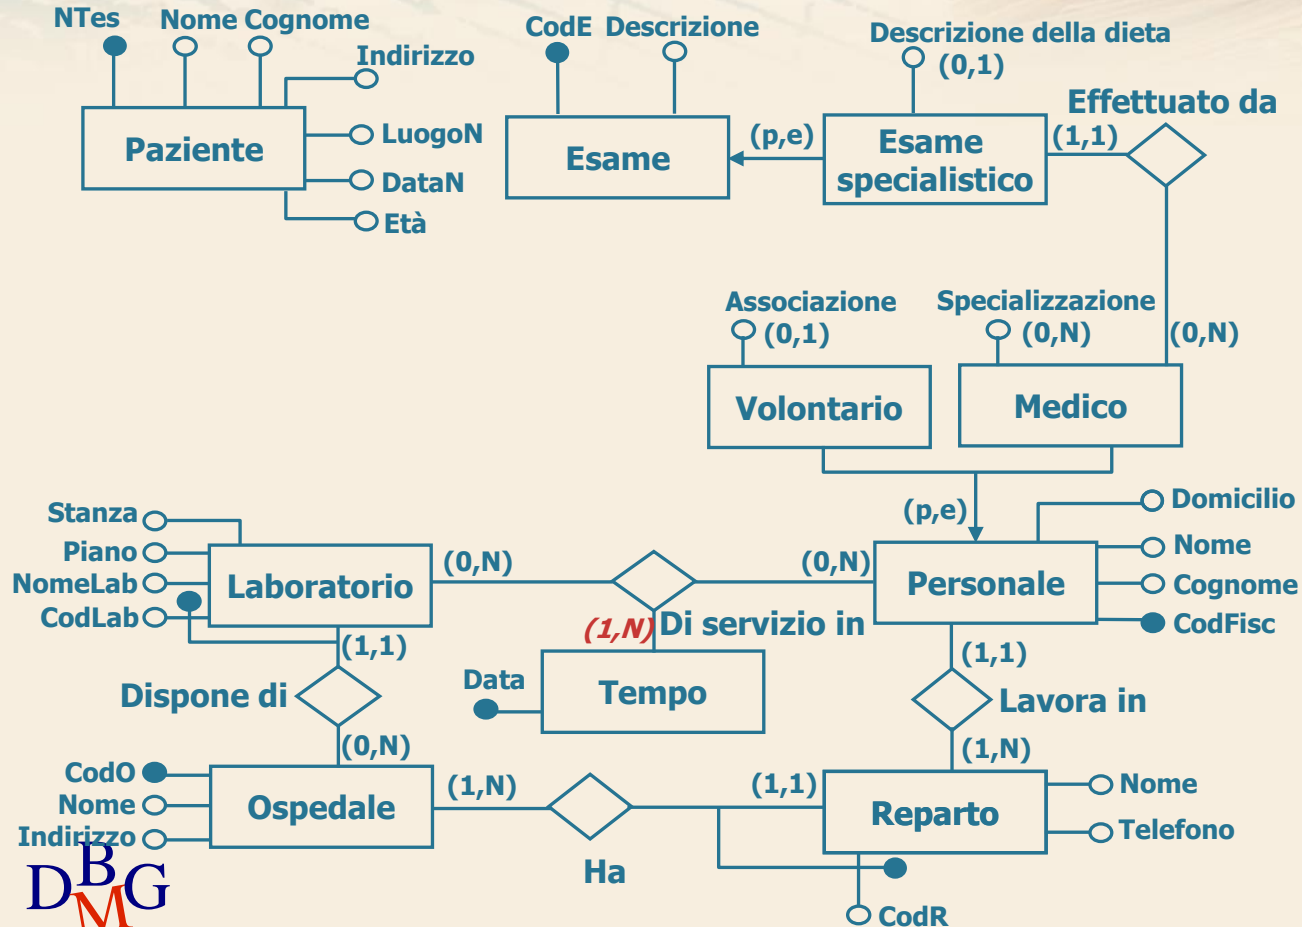 NTes
Nome Cognome
CodE Descrizione
Descrizione della dieta
(0,1)
Indirizzo
Effettuato da
Paziente
LuogoN
DataN
Età
Esame
(p,e)
Esame
specialistico
(1,1)
Associazione
(0,1)
Specializzazione
(0,N)
(0,N)
Volontario
Medico
(p,e)
Stanza
Piano
NomeLab
CodLab
Laboratorio
(0,N)
(0,N)
Personale
Domicilio
Nome
Cognome
CodFisc
(1,N)
Di servizio in
(1,1)
(1,1)
Dispone di
Data
Tempo
Lavora in
(0,N)
(1,N)
CodO
Nome
Indirizzo
Ospedale
(1,N)
(1,1)
Reparto
Nome
Telefono
Ha
CodR
DBMG